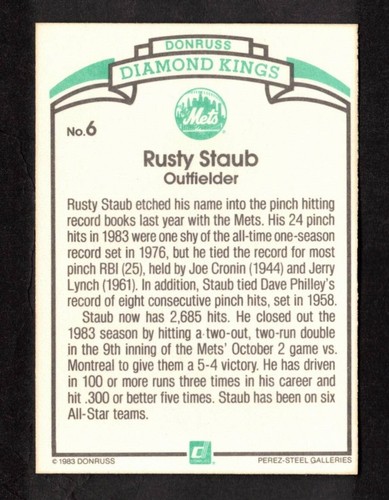 DONRUSS
DIAMOND KINGS
Mets
No.6
Rusty Staub
Outfielder
Rusty Staub etched his name into the pinch hitting
record books last year with the Mets. His 24 pinch
hits in 1983 were one shy of the all-time one-season
record set in 1976, but he tied the record for most
pinch RBI (25), held by Joe Cronin (1944) and Jerry
Lynch (1961). In addition, Staub tied Dave Philley's
record of eight consecutive pinch hits, set in 1958.
Staub now has 2,685 hits. He closed out the
1983 season by hitting a two-out, two-run double
in the 9th inning of the Mets' October 2 game vs.
Montreal to give them a 5-4 victory. He has driven
in 100 or more runs three times in his career and
hit .300 or better five times. Staub has been on six
All-Star teams.
© 1983 DONRUSS
PEREZ-STEEL GALLERIES